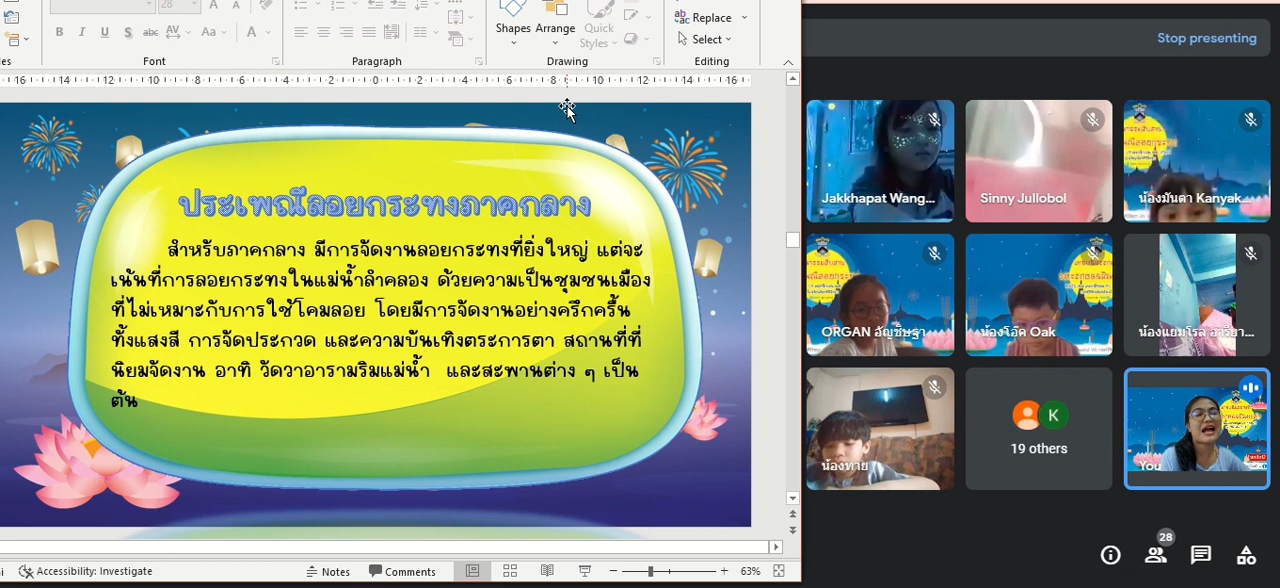 Replace
Shapes Arrange Quick Styles
Select
Font
Paragraph
Drawing
Editing
Stop presenting
ประเพณีลอยกระทงภาคกลาง
สำหรับภาคกลาง มีการจัดงานลอยกระทงที่ยิ่งใหญ่ แต่จะ
เน้นที่การลอยกระทงในแม่น้ำลำคลอง ด้วยความเป็นชุมชนเมือง
ที่ไม่เหมาะกับการใช้โคมลอย โดยมีการจัดงานอย่างครึกครื้น
ทั้งแสงสี การจัดประกวด และความบันเทิงตระการตา สถานที่ที่
นิยมจัดงาน อาทิ วัดวาอารามริมแม่น้ำ และสะพานต่าง ๆ เป็น
ต้น
Jakkhapat Wang...
Sinny Jullobol
น้องมันตา Kanyak...
ORGAN อัญชิษฐา
น้องโอ๊ค Oak
น้องแยมโรล อาริยา...
น้องทาย
K
19 others
You
28
Accessibility: Investigate
Notes
Comments
63%